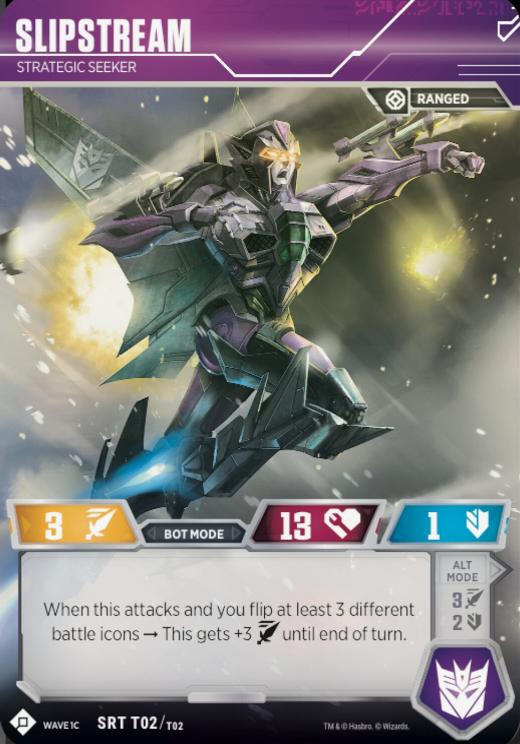 SLIPSTREAM
STRATEGIC SEEKER
RANGED
3
BOT MODE
13
1
ALT
MODE
3
2
When this attacks and you flip at least 3 different
battle icons → This gets +3 until end of turn.
WAVE 1C SRT T02/T02
TM & © Hasbro. © Wizards.